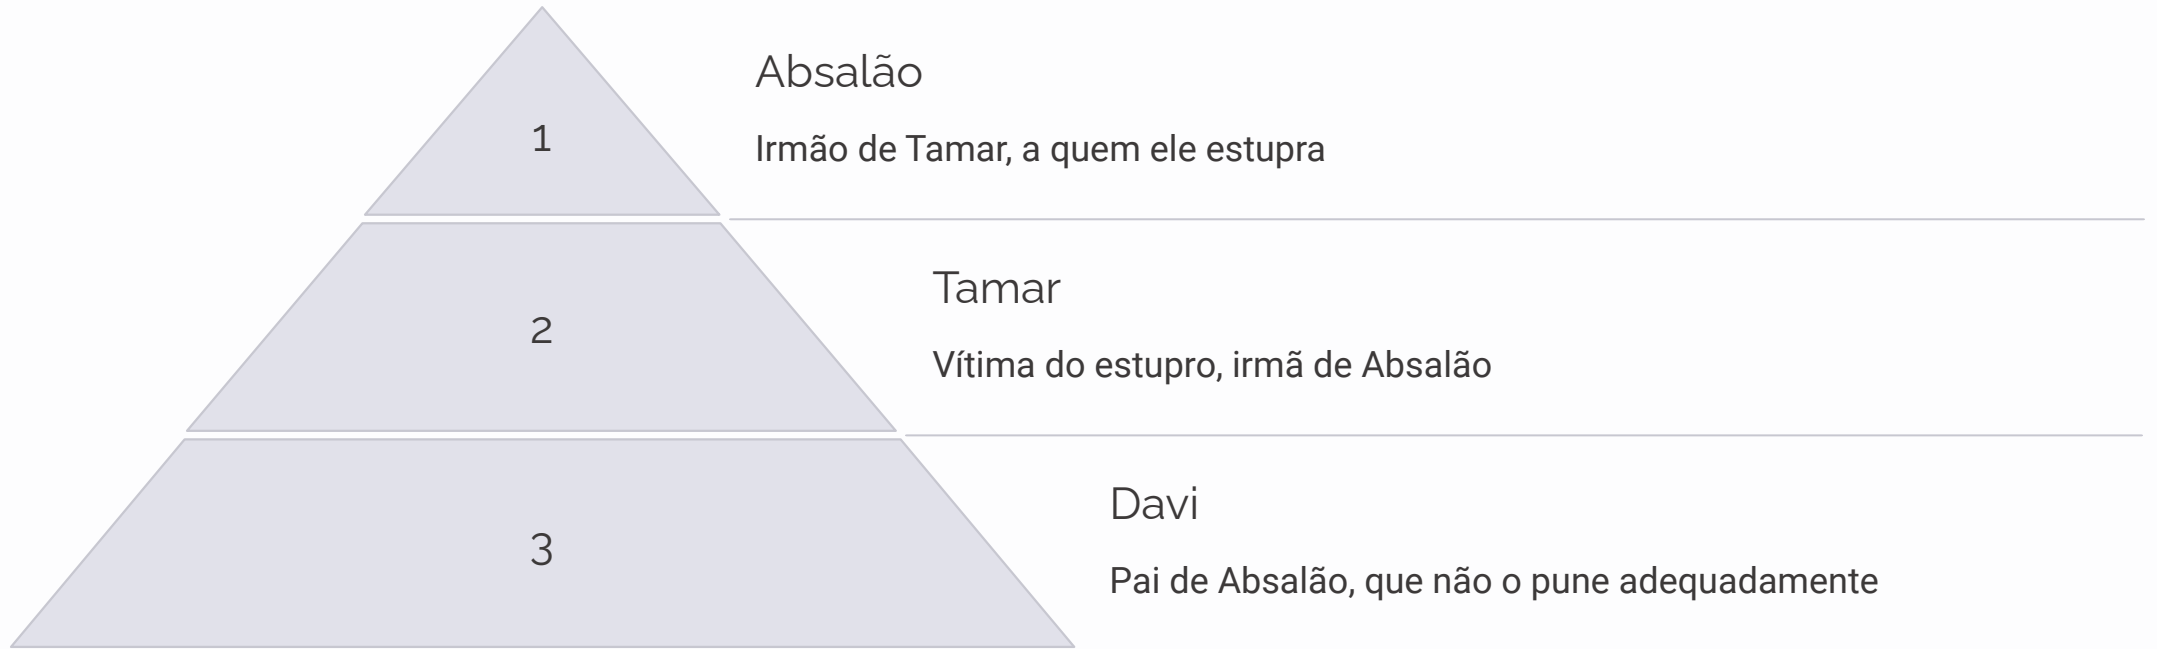 1
Absalão
Irmão de Tamar, a quem ele estupra
2
Tamar
Vítima do estupro, irmã de Absalão
3
Davi
Pai de Absalão, que não o pune adequadamente